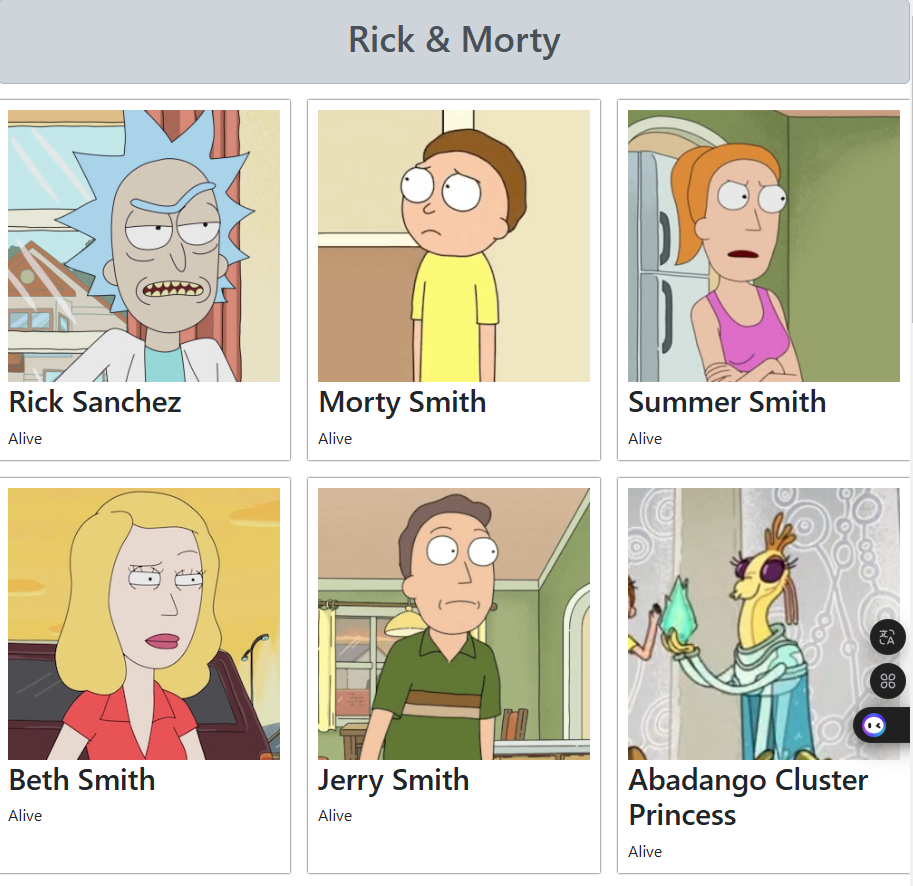 Rick & Morty
Rick Sanchez
Alive
Morty Smith
Alive
Summer Smith
Alive
Beth Smith
Alive
Jerry Smith
Alive
Abadango Cluster
Princess
Alive